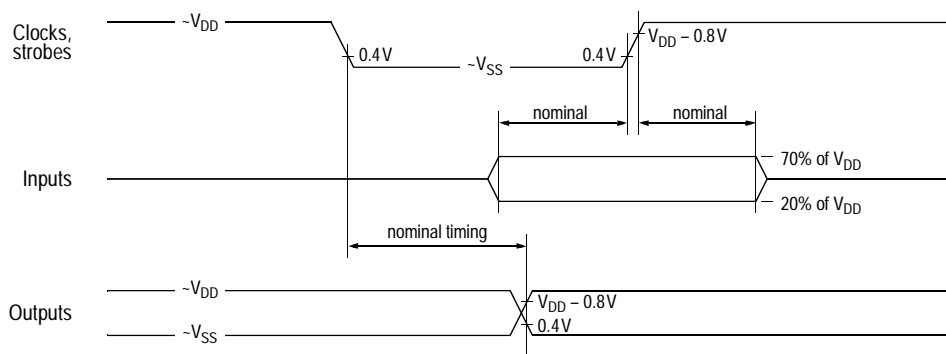 Clocks,
strobes
~VDD
0.4V
~VSS
0.4V
VDD – 0.8V
nominal
nominal
Inputs
70% of VDD
20% of VDD
nominal timing
Outputs
~VDD
~VSS
VDD – 0.8V
0.4V